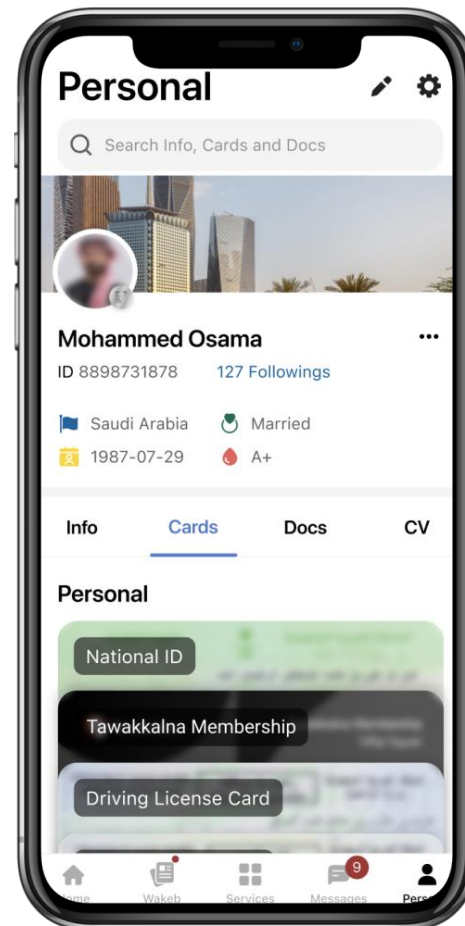 Personal
Search Info, Cards and Docs
Mohammed Osama
ID 8898731878 127 Followings
Saudi Arabia Married
1987-07-29 A+
Info Cards Docs CV
Personal
National ID
Tawakkalna Membership
Driving License Card
9
Wakeb Services Messages